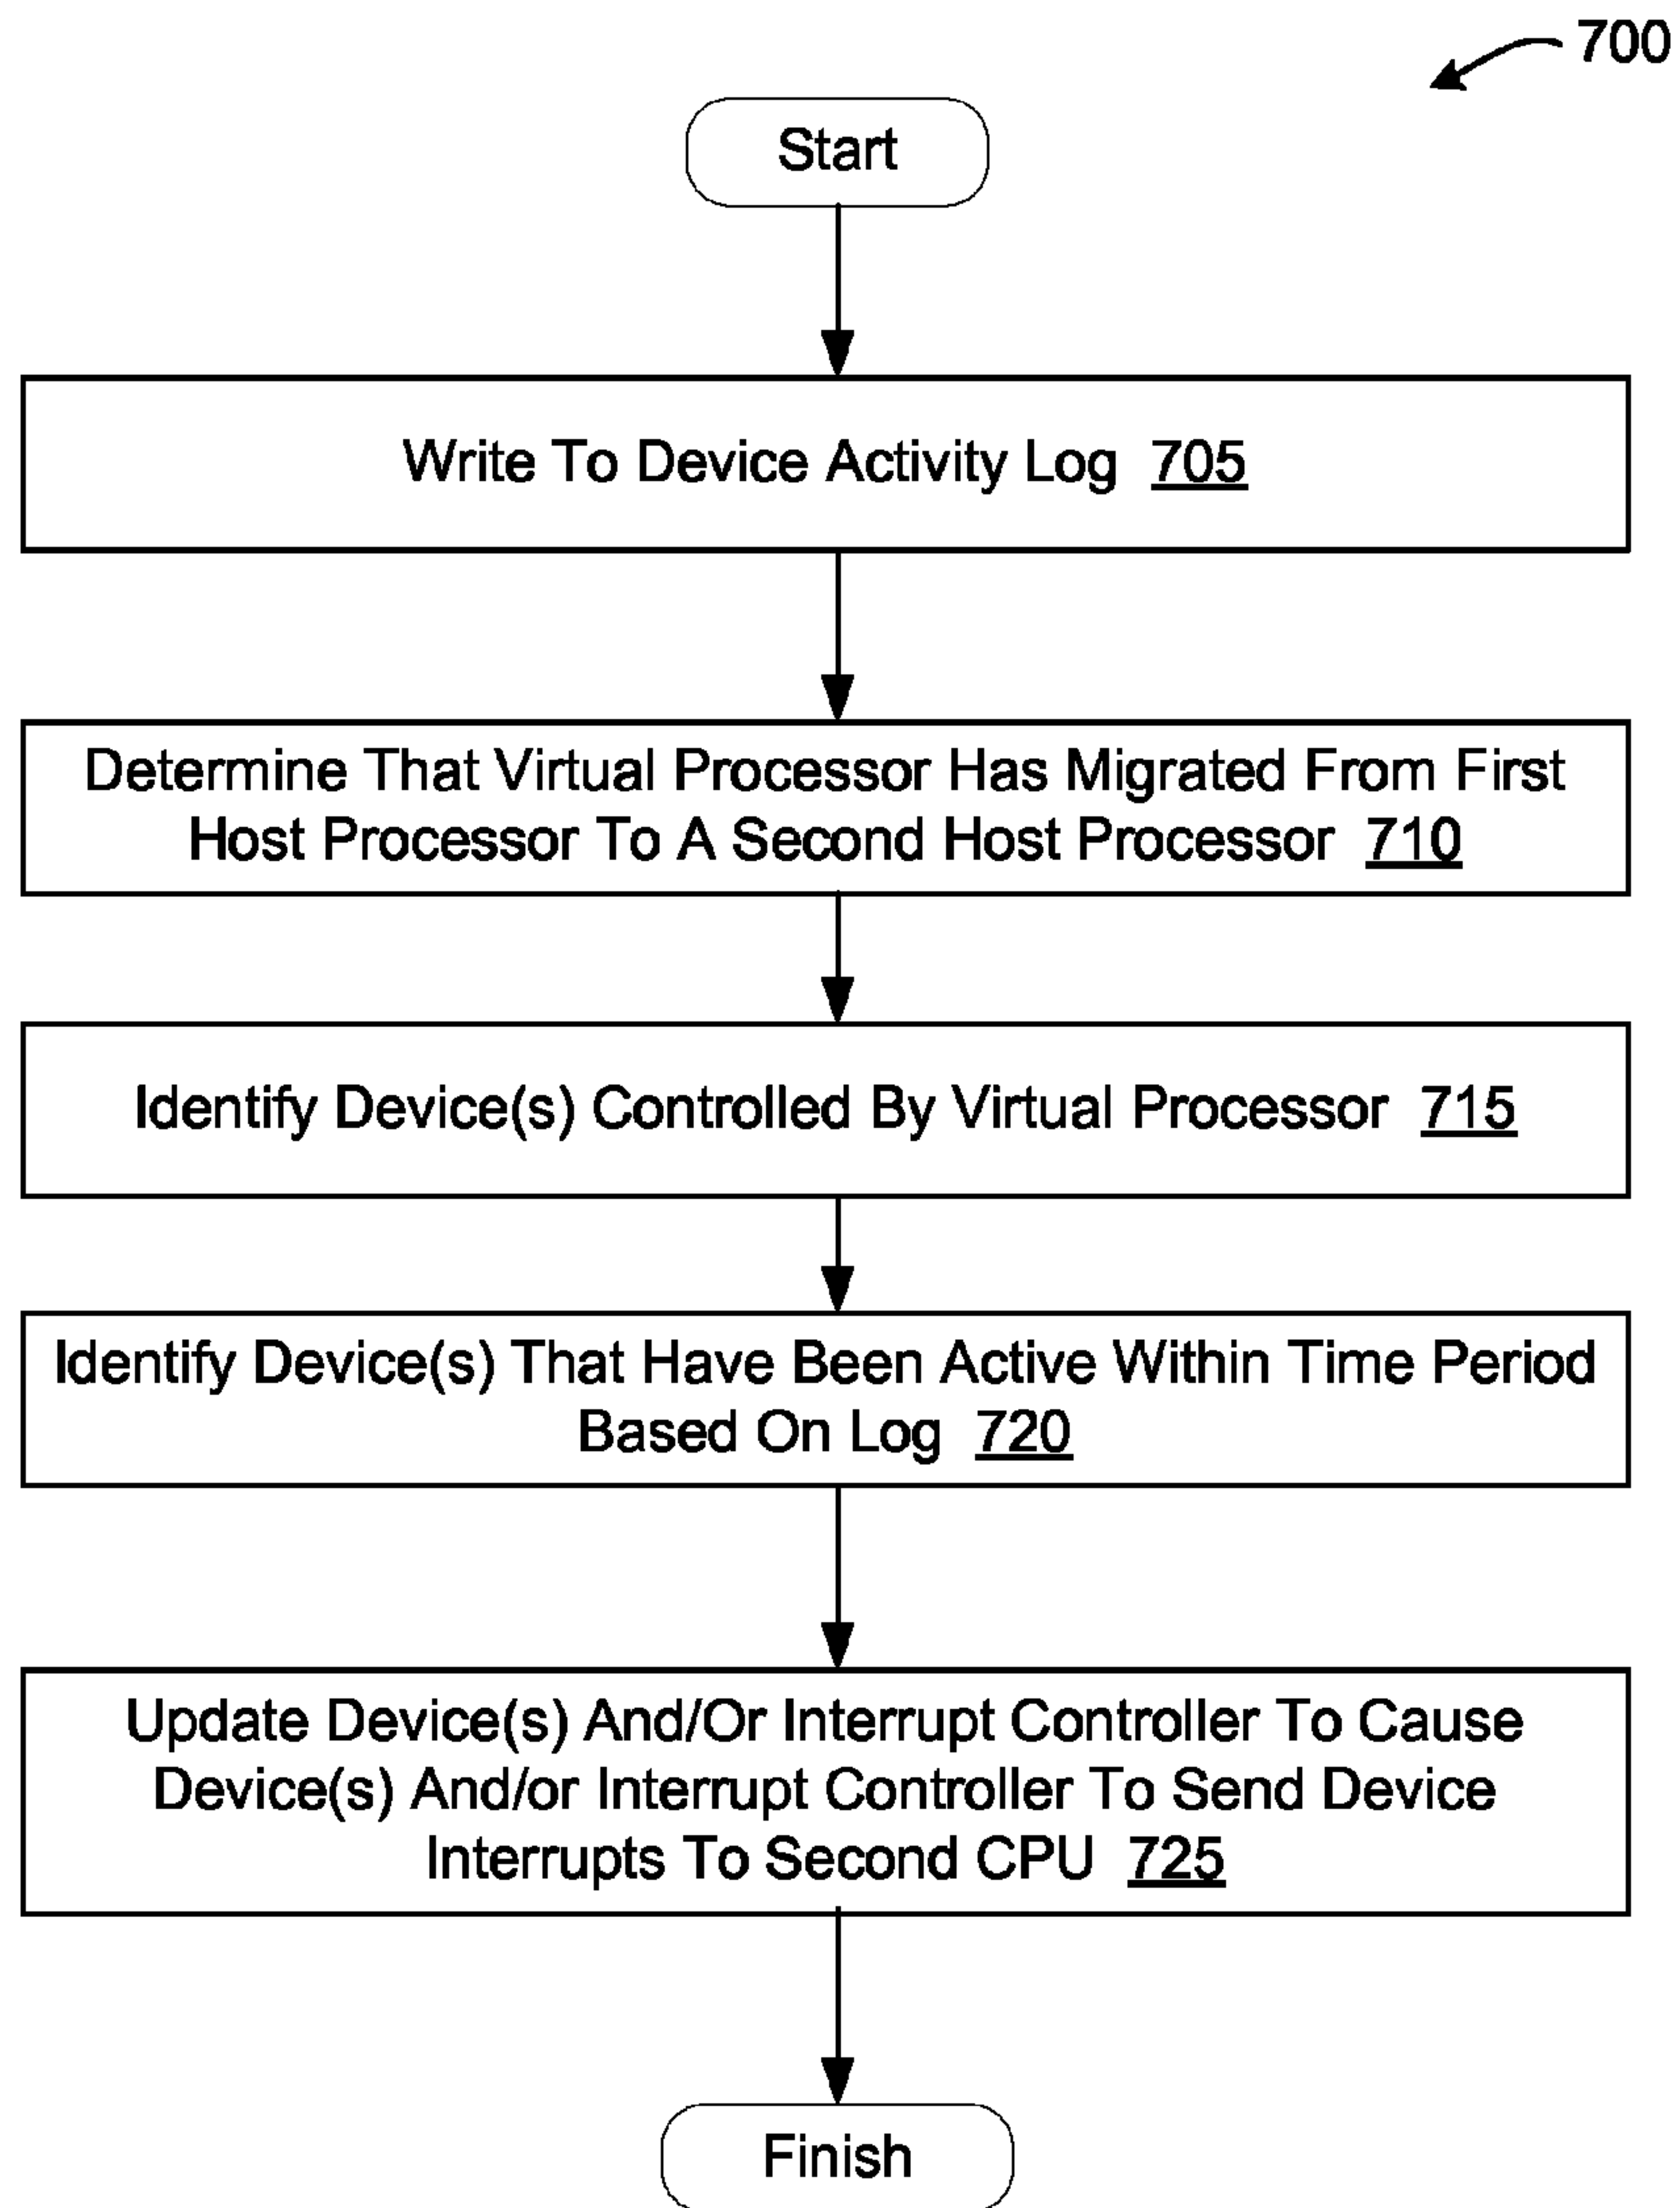 700
Start
Write To Device Activity Log 705
Determine That Virtual Processor Has Migrated From First
Host Processor To A Second Host Processor 710
Identify Device(s) Controlled By Virtual Processor 715
Identify Device(s) That Have Been Active Within Time Period
Based On Log 720
Update Device(s) And/Or Interrupt Controller To Cause
Device(s) And/or Interrupt Controller To Send Device
Interrupts To Second CPU 725
Finish